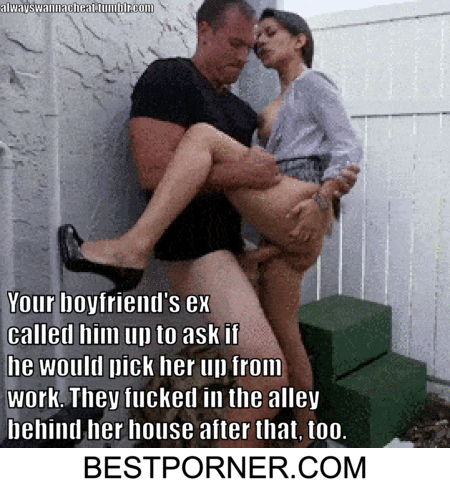 alwayswannacheat.tumblr.com
Your boyfriend's ex
called him up to ask if
he would pick her up from
work. They fucked in the alley
behind her house after that, too.
BESTPORNER.COM